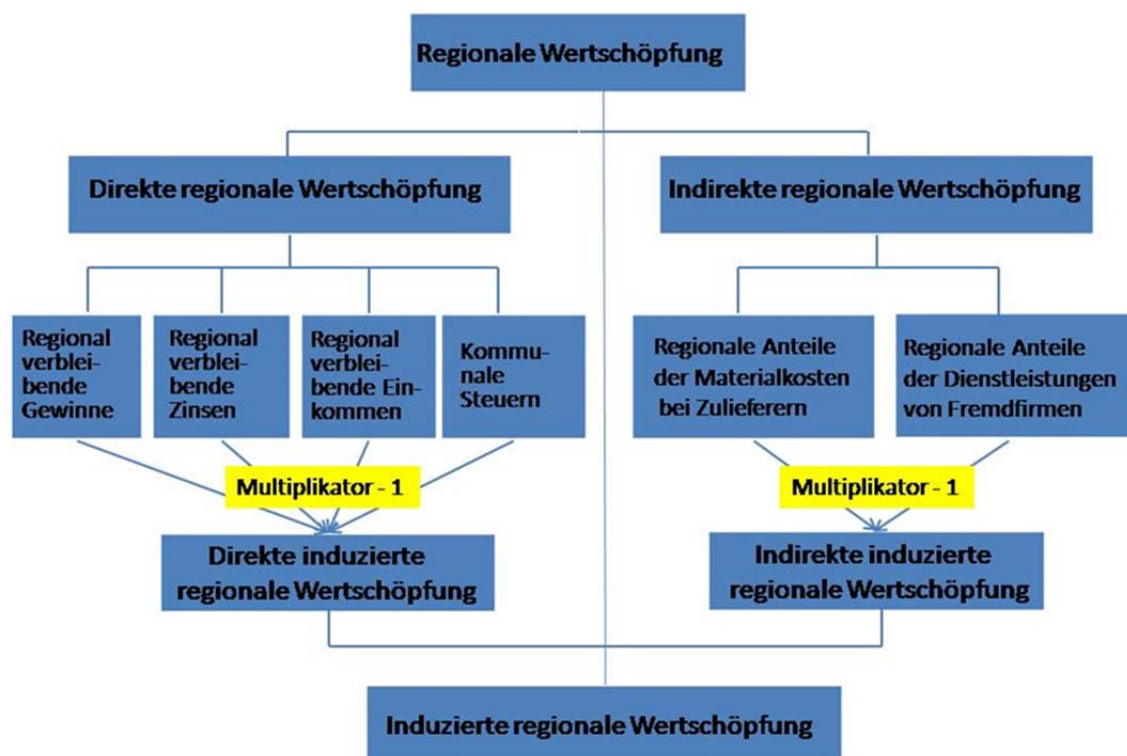 Regionale Wertschöpfung
Direkte regionale Wertschöpfung
Indirekte regionale Wertschöpfung
Regional
verblei-
bende
Gewinne
Regional
verblei-
bende
Zinsen
Regional
verblei-
bende Ein-
kommen
Kommu-
nale
Steuern
Regionale Anteile
der Materialkosten
bei Zulieferern
Regionale Anteile
der Dienstleistungen
von Fremdfirmen
Multiplikator - 1
Multiplikator - 1
Direkte induzierte
regionale Wertschöpfung
Indirekte induzierte
regionale Wertschöpfung
Induzierte regionale Wertschöpfung